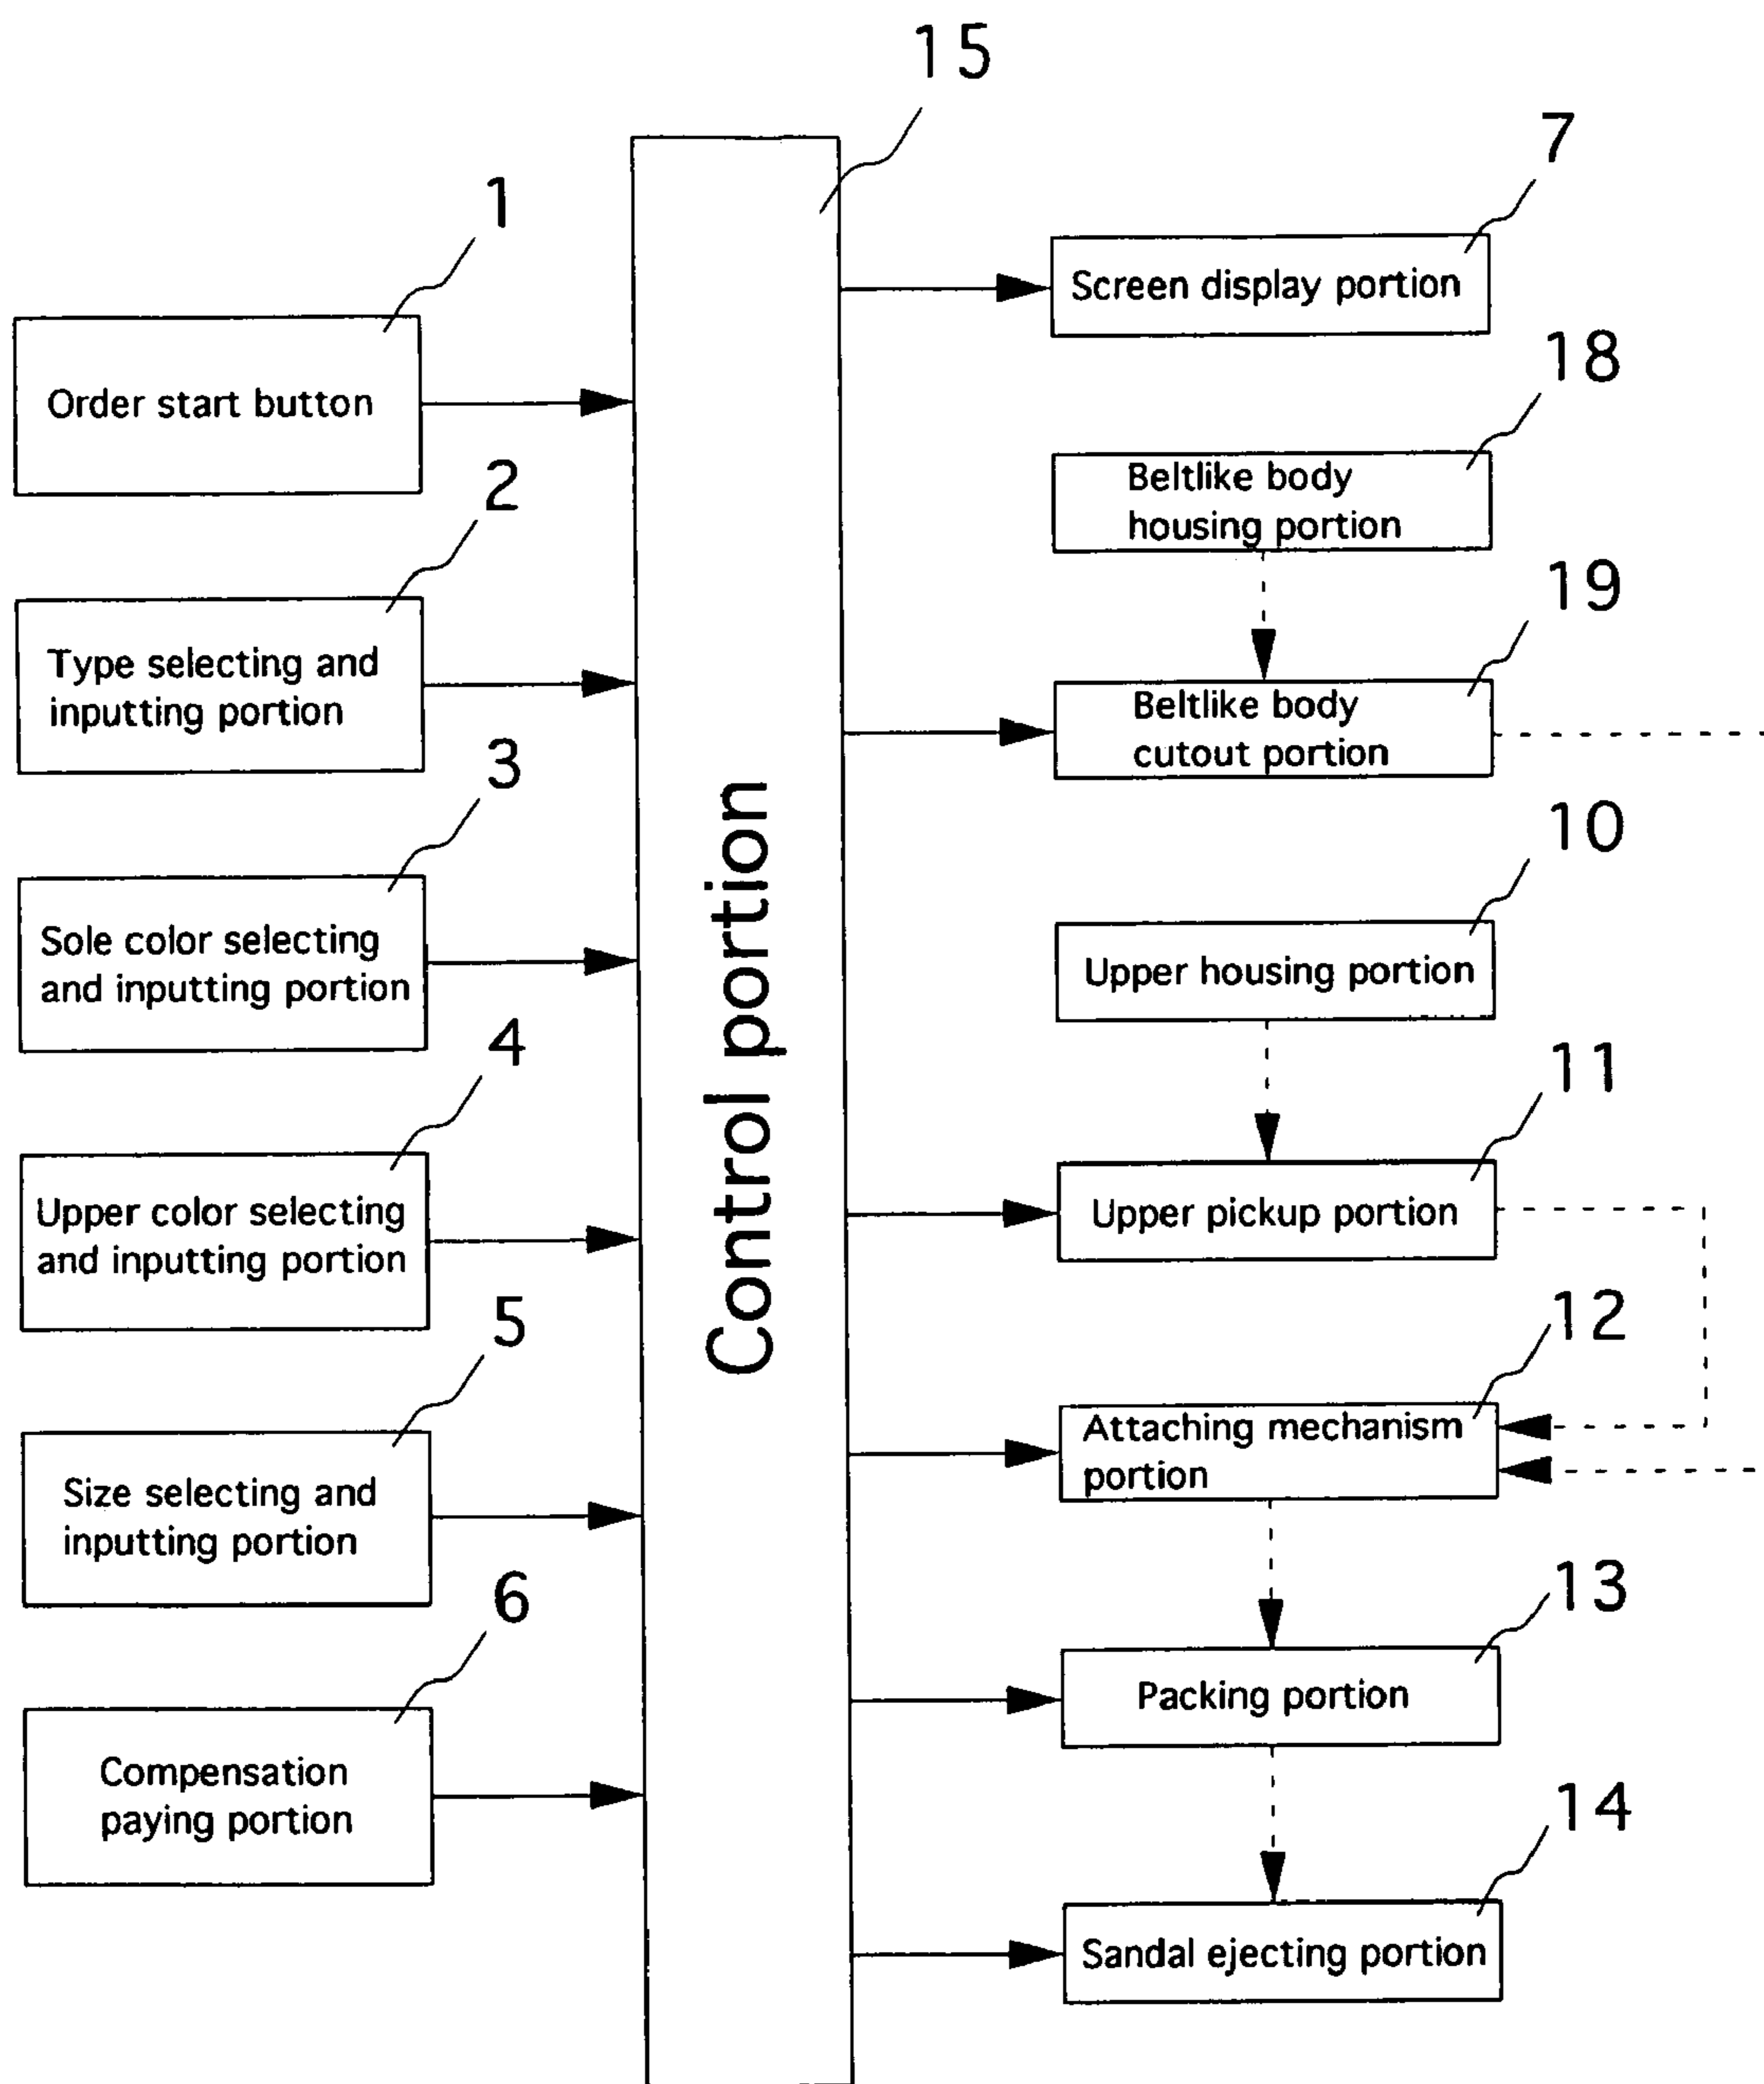 15
1
Order start button
2
Type selecting and
inputting portion
3
Sole color selecting
and inputting portion
4
Upper color selecting
and inputting portion
5
Size selecting and
inputting portion
6
Compensation
paying portion
Control portion
7
Screen display portion
18
Beltlike body
housing portion
19
Beltlike body
cutout portion
10
Upper housing portion
11
Upper pickup portion
12
Attaching mechanism
portion
13
Packing portion
14
Sandal ejecting portion